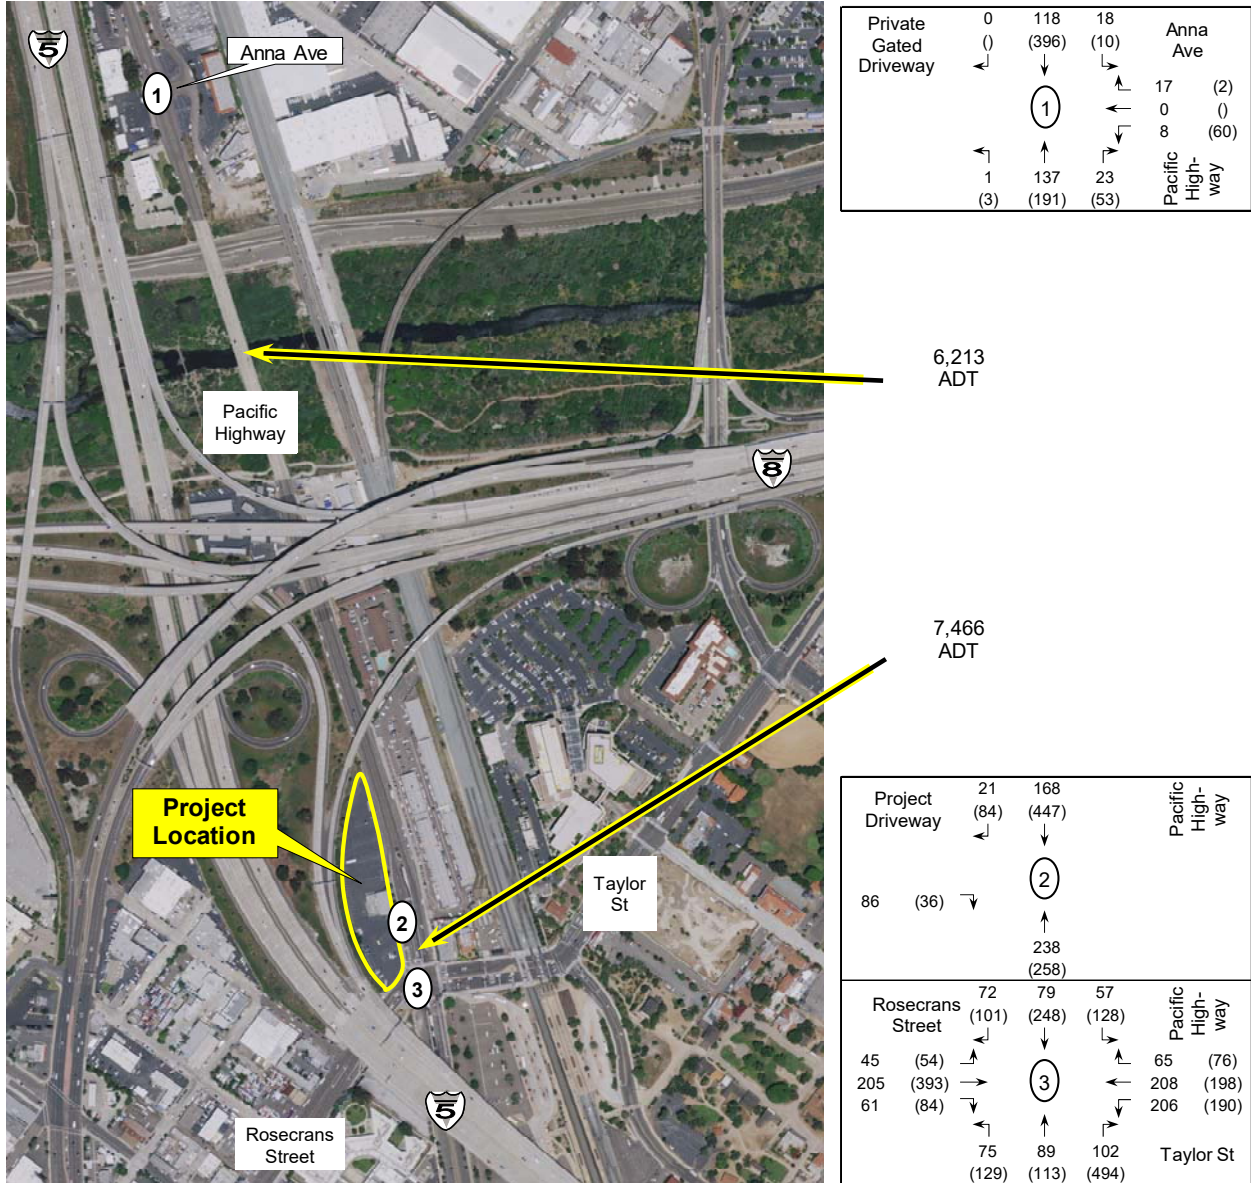 5
Anna Ave
1
Pacific
Highway
8
Project
Location
Taylor
St
2
3
5
Rosecrans
Street
6,213
ADT
7,466
ADT
Private
Gated
Driveway
0 118 18
() (396) (10)
Anna
Ave
17 (2)
0 ()
8 (60)
1
1 137 23
(3) (191) (53)
Pacific
High-
way
Project
Driveway
21 168
(84) (447)
Pacific
High-
way
2
86 (36)
238
(258)
Rosecrans
Street
72 79 57
(101) (248) (128)
Pacific
High-
way
45 (54) 65 (76)
205 (393) 3 208 (198)
61 (84) 206 (190)
75 89 102
(129) (113) (494)
Taylor St